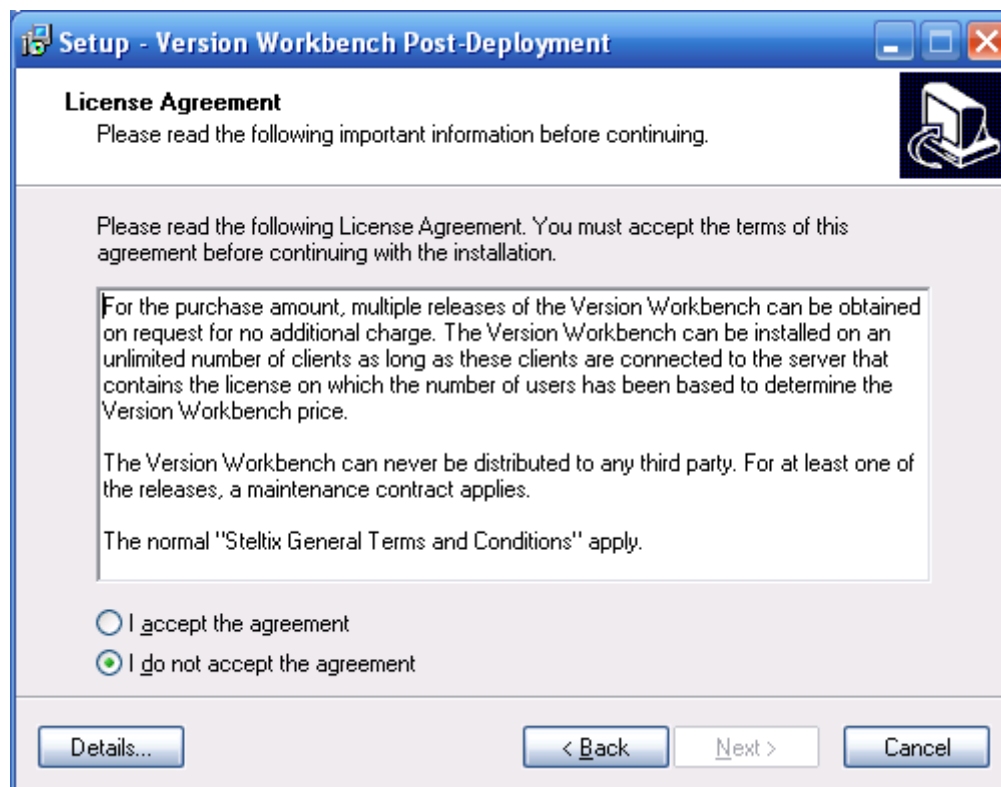 Setup - Version Workbench Post-Deployment
License Agreement
Please read the following important information before continuing.
Please read the following License Agreement. You must accept the terms of this
agreement before continuing with the installation.
For the purchase amount, multiple releases of the Version Workbench can be obtained
on request for no additional charge. The Version Workbench can be installed on an
unlimited number of clients as long as these clients are connected to the server that
contains the license on which the number of users has been based to determine the
Version Workbench price.
The Version Workbench can never be distributed to any third party. For at least one of
the releases, a maintenance contract applies.
The normal "Steltix General Terms and Conditions" apply.
I accept the agreement
I do not accept the agreement
Details...
< Back
Next >
Cancel